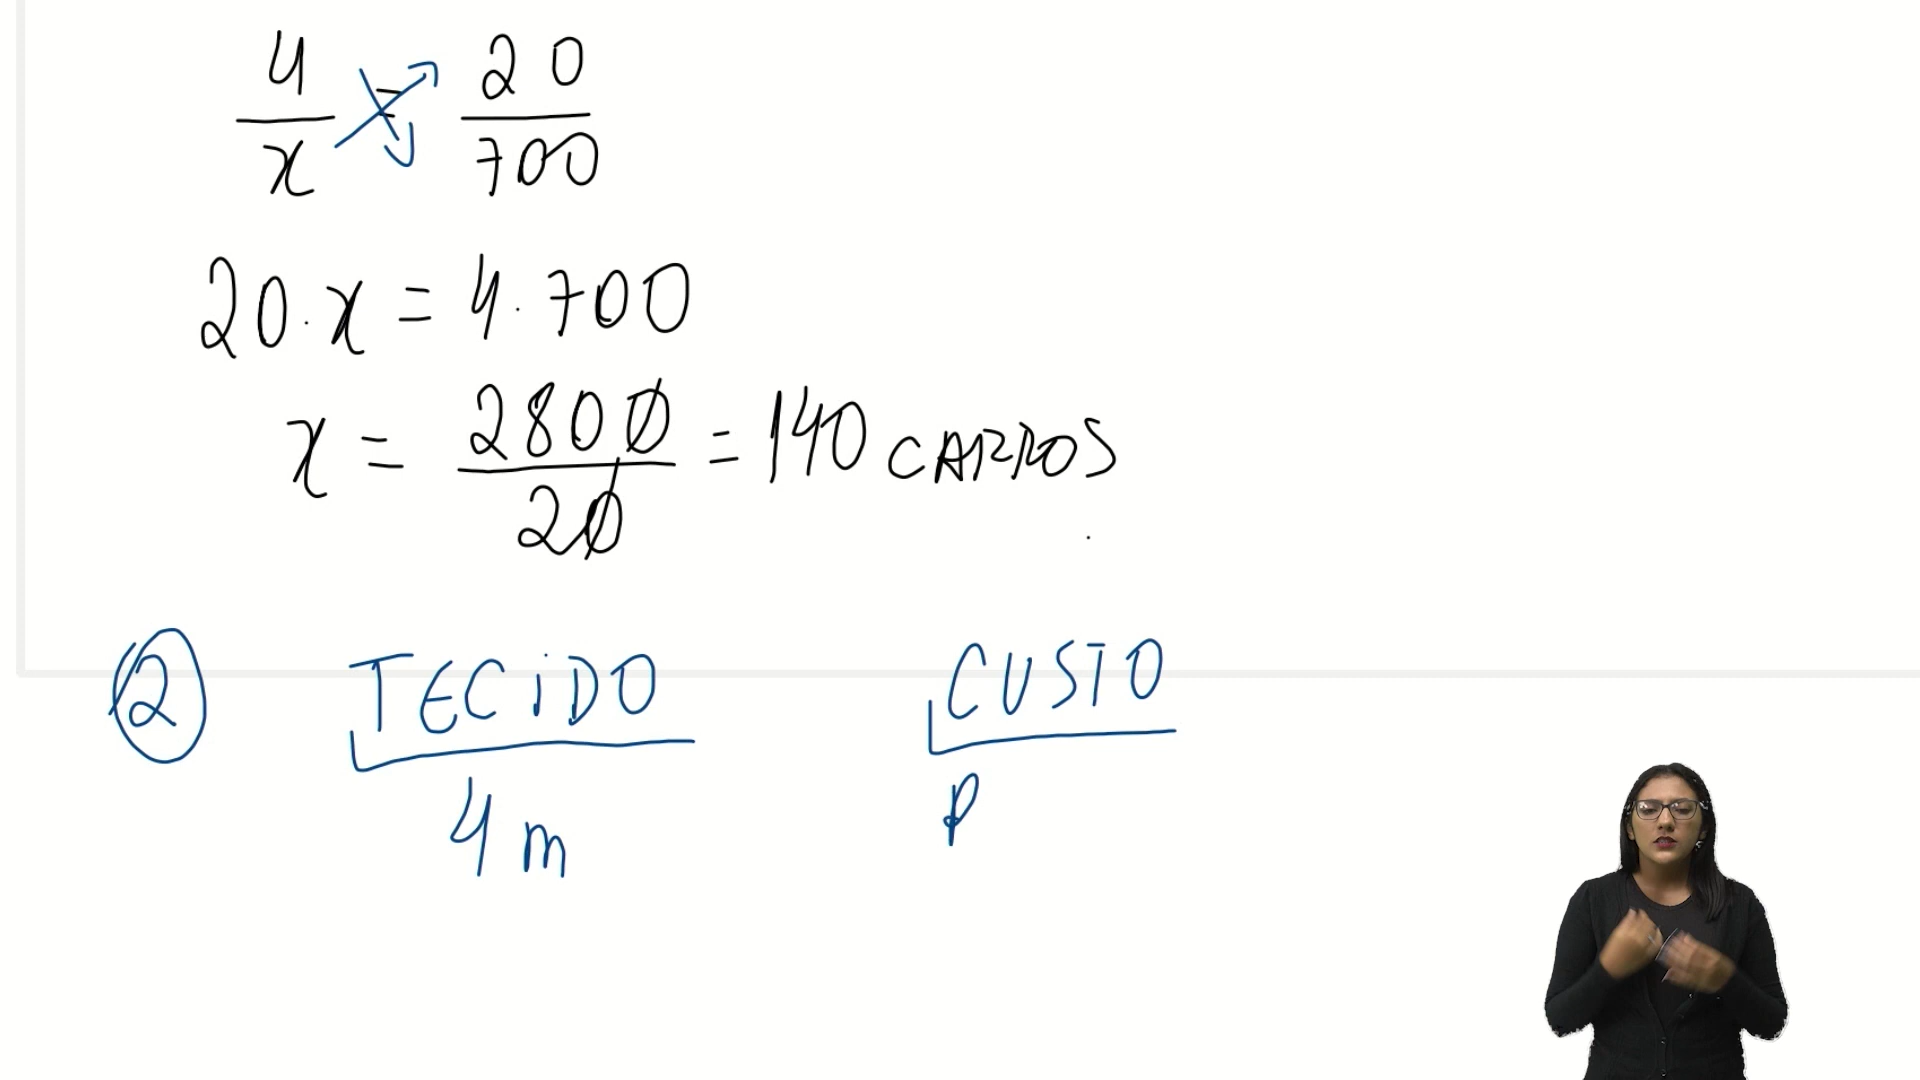 4/x = 20/700
20·x = 4·700
x = 2800/20 = 140 CARROS
② TECIDO CUSTO
4m P